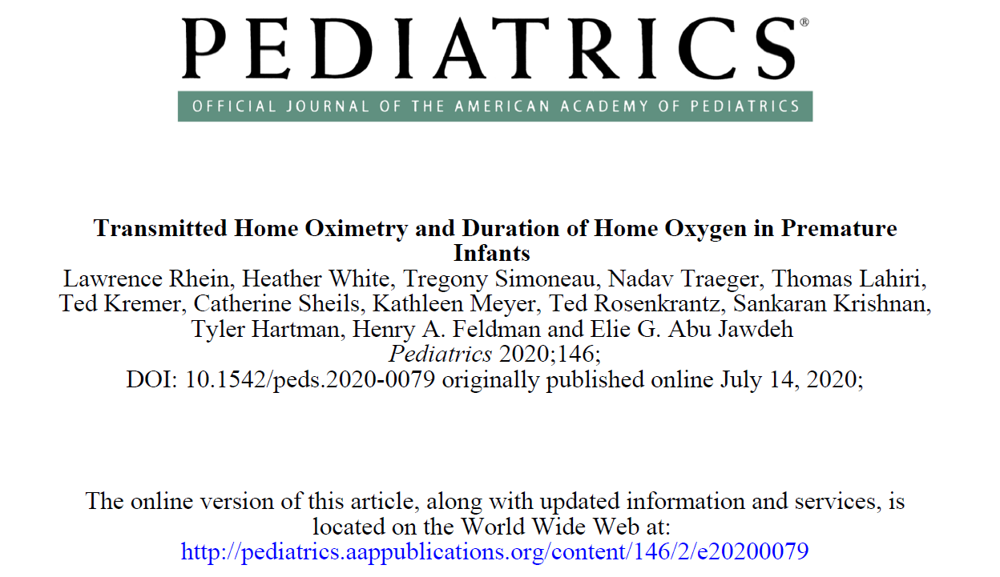 PEDIATRICS®
OFFICIAL JOURNAL OF THE AMERICAN ACADEMY OF PEDIATRICS
Transmitted Home Oximetry and Duration of Home Oxygen in Premature
Infants
Lawrence Rhein, Heather White, Tregony Simoneau, Nadav Traeger, Thomas Lahiri,
Ted Kremer, Catherine Sheils, Kathleen Meyer, Ted Rosenkrantz, Sankaran Krishnan,
Tyler Hartman, Henry A. Feldman and Elie G. Abu Jawdeh
Pediatrics 2020;146;
DOI: 10.1542/peds.2020-0079 originally published online July 14, 2020;
The online version of this article, along with updated information and services, is
located on the World Wide Web at:
http://pediatrics.aappublications.org/content/146/2/e20200079